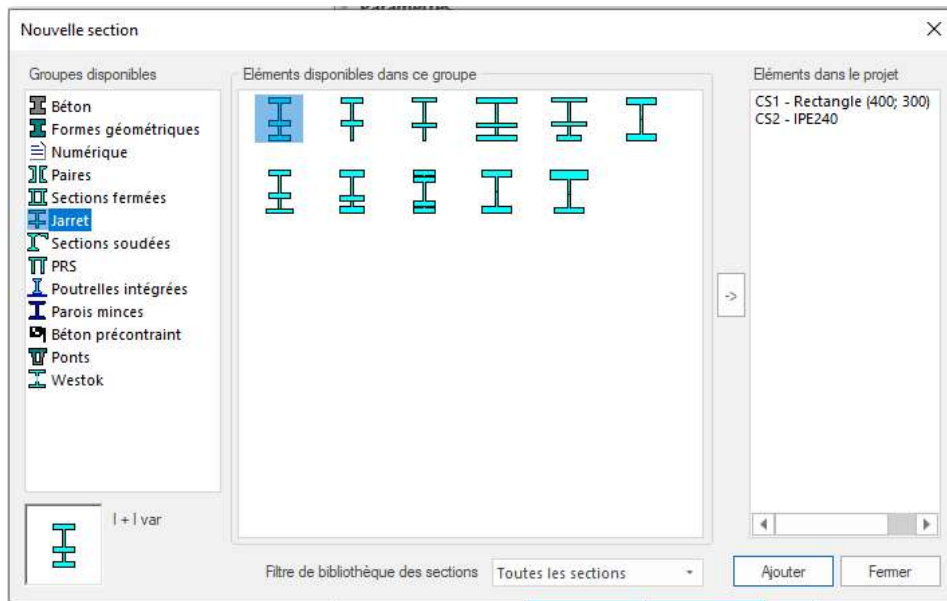 Paramètres
Nouvelle section
Groupes disponibles
Béton
Formes géométriques
Numérique
Paires
Sections fermées
Jarret
Sections soudées
PRS
Poutrelles intégrées
Parois minces
Béton précontraint
Ponts
Westok
I + I var
Eléments disponibles dans ce groupe
Filtre de bibliothèque des sections
Toutes les sections
Eléments dans le projet
CS1 - Rectangle (400; 300)
CS2 - IPE240
->
Ajouter
Fermer